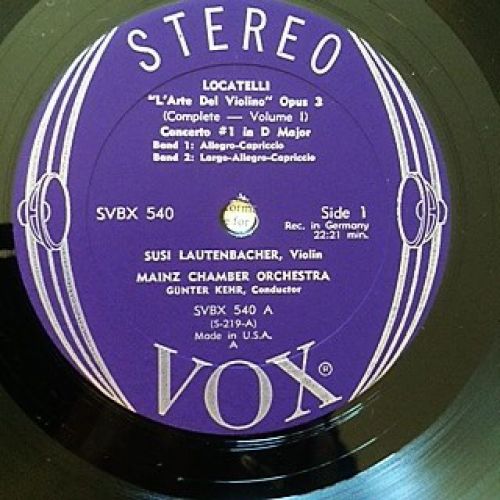 STEREO
LOCATELLI
"L'Arte Del Violino" Opus 3
(Complete — Volume I)
Concerto #1 in D Major
Band 1: Allegro-Capriccio
Band 2: Largo-Allegro-Capriccio
SVBX 540
Side 1
Rec. in Germany
22:21 min.
SUSI LAUTENBACHER, Violin
MAINZ CHAMBER ORCHESTRA
GÜNTER KEHR, Conductor
SVBX 540 A
(S-219-A)
Made in U.S.A.
A
VOX®